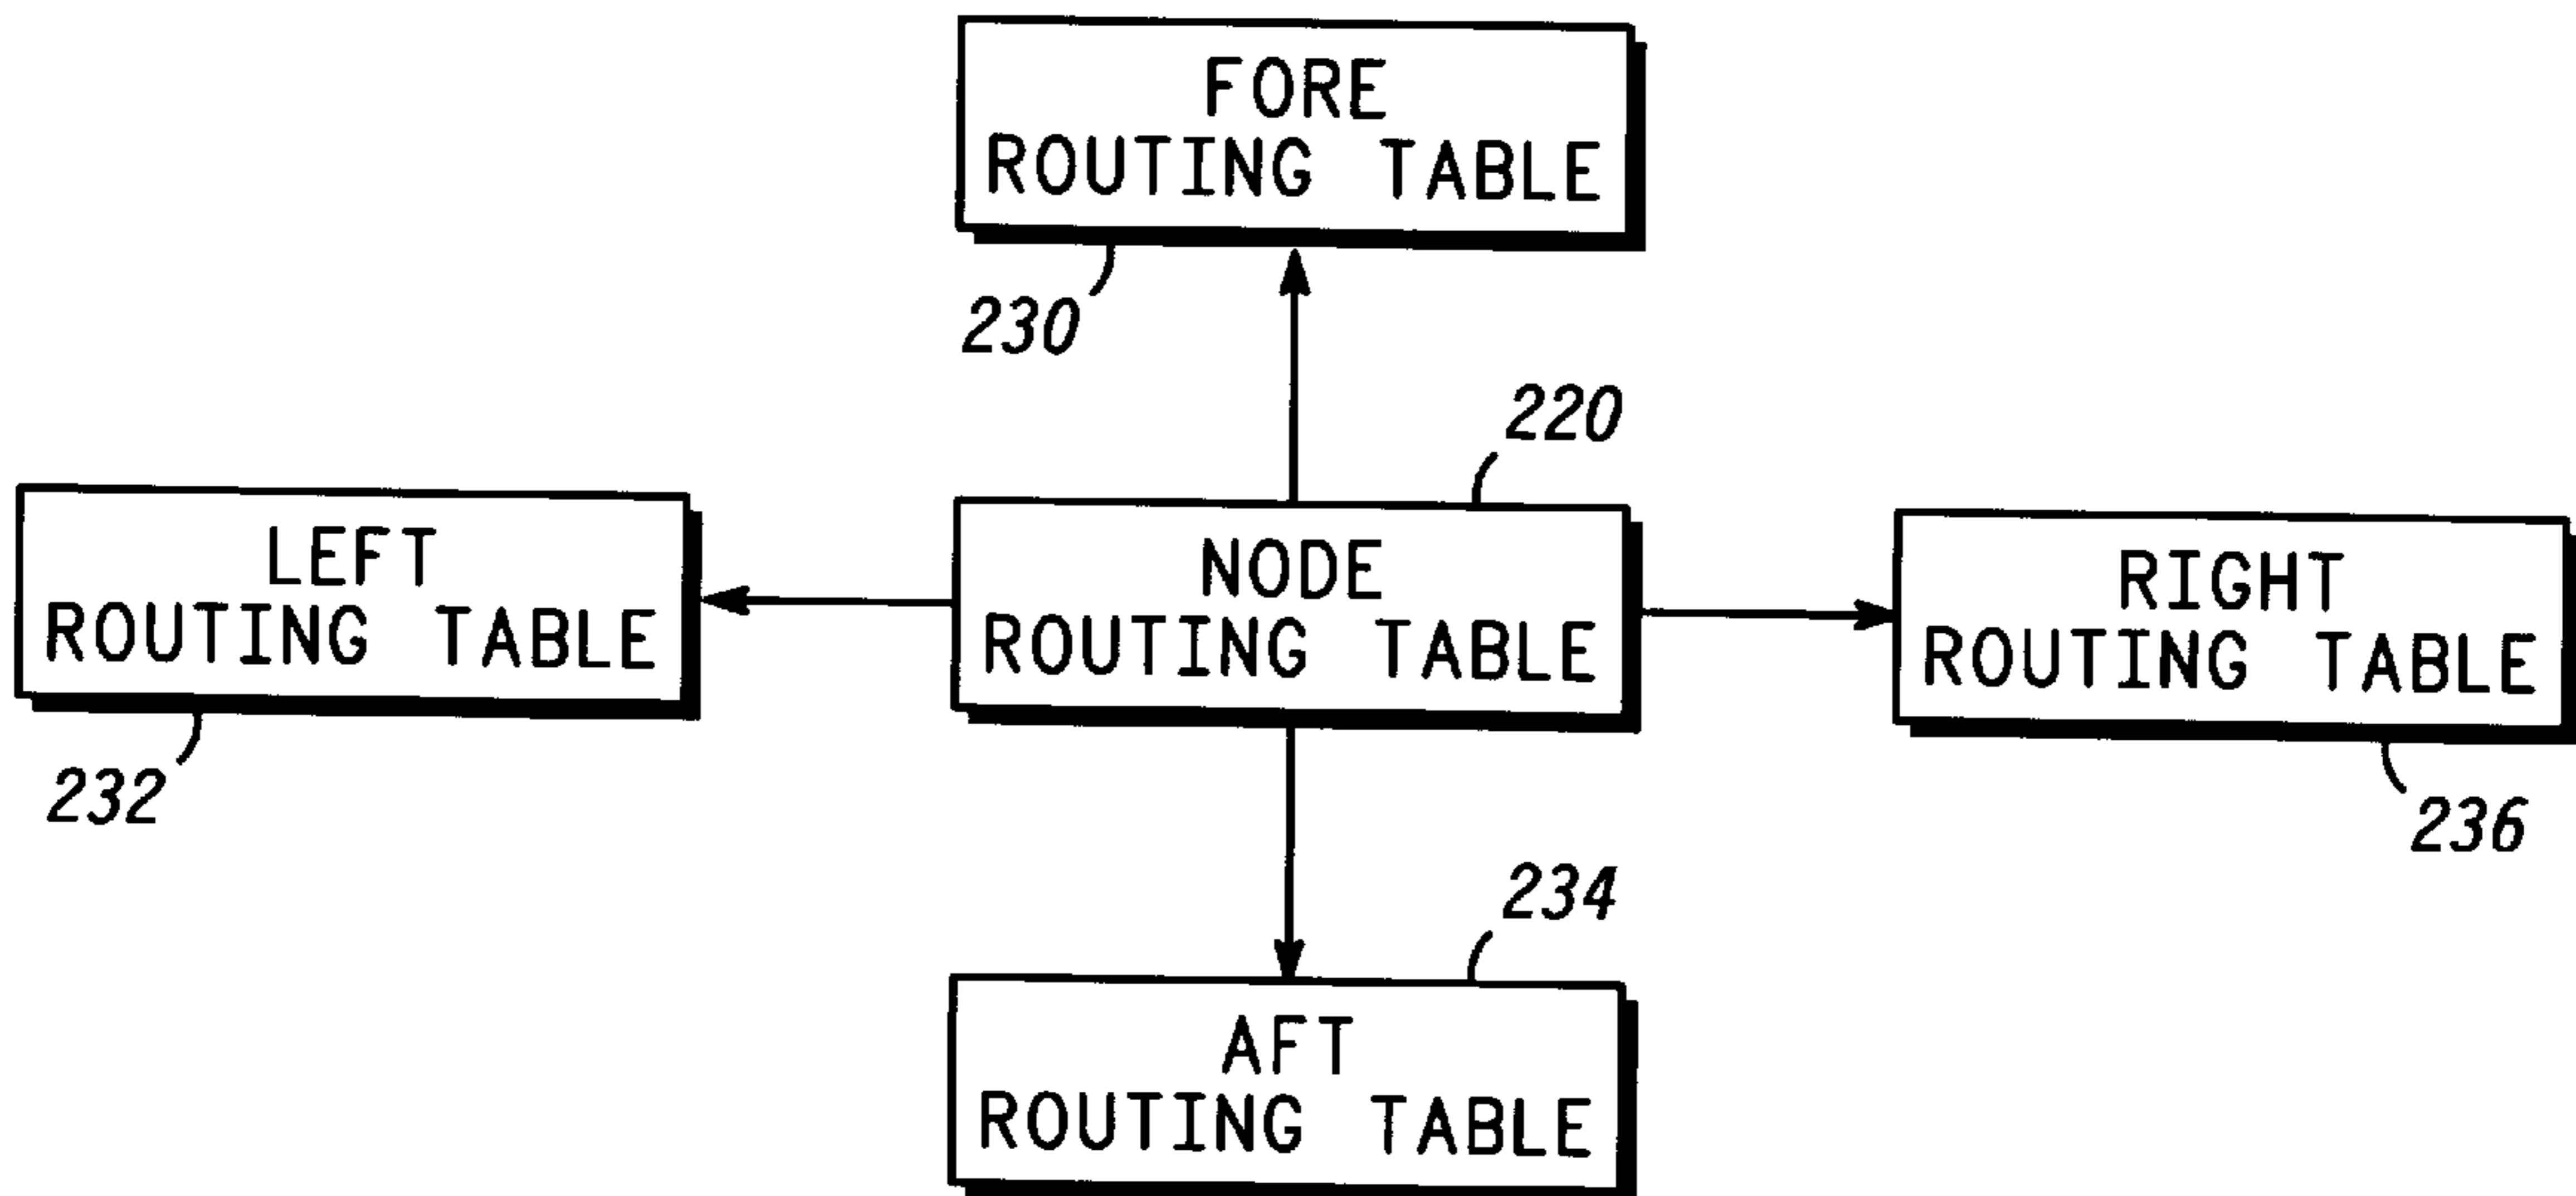 FORE
ROUTING TABLE
230
220
LEFT
ROUTING TABLE
232
NODE
ROUTING TABLE
RIGHT
ROUTING TABLE
236
234
AFT
ROUTING TABLE